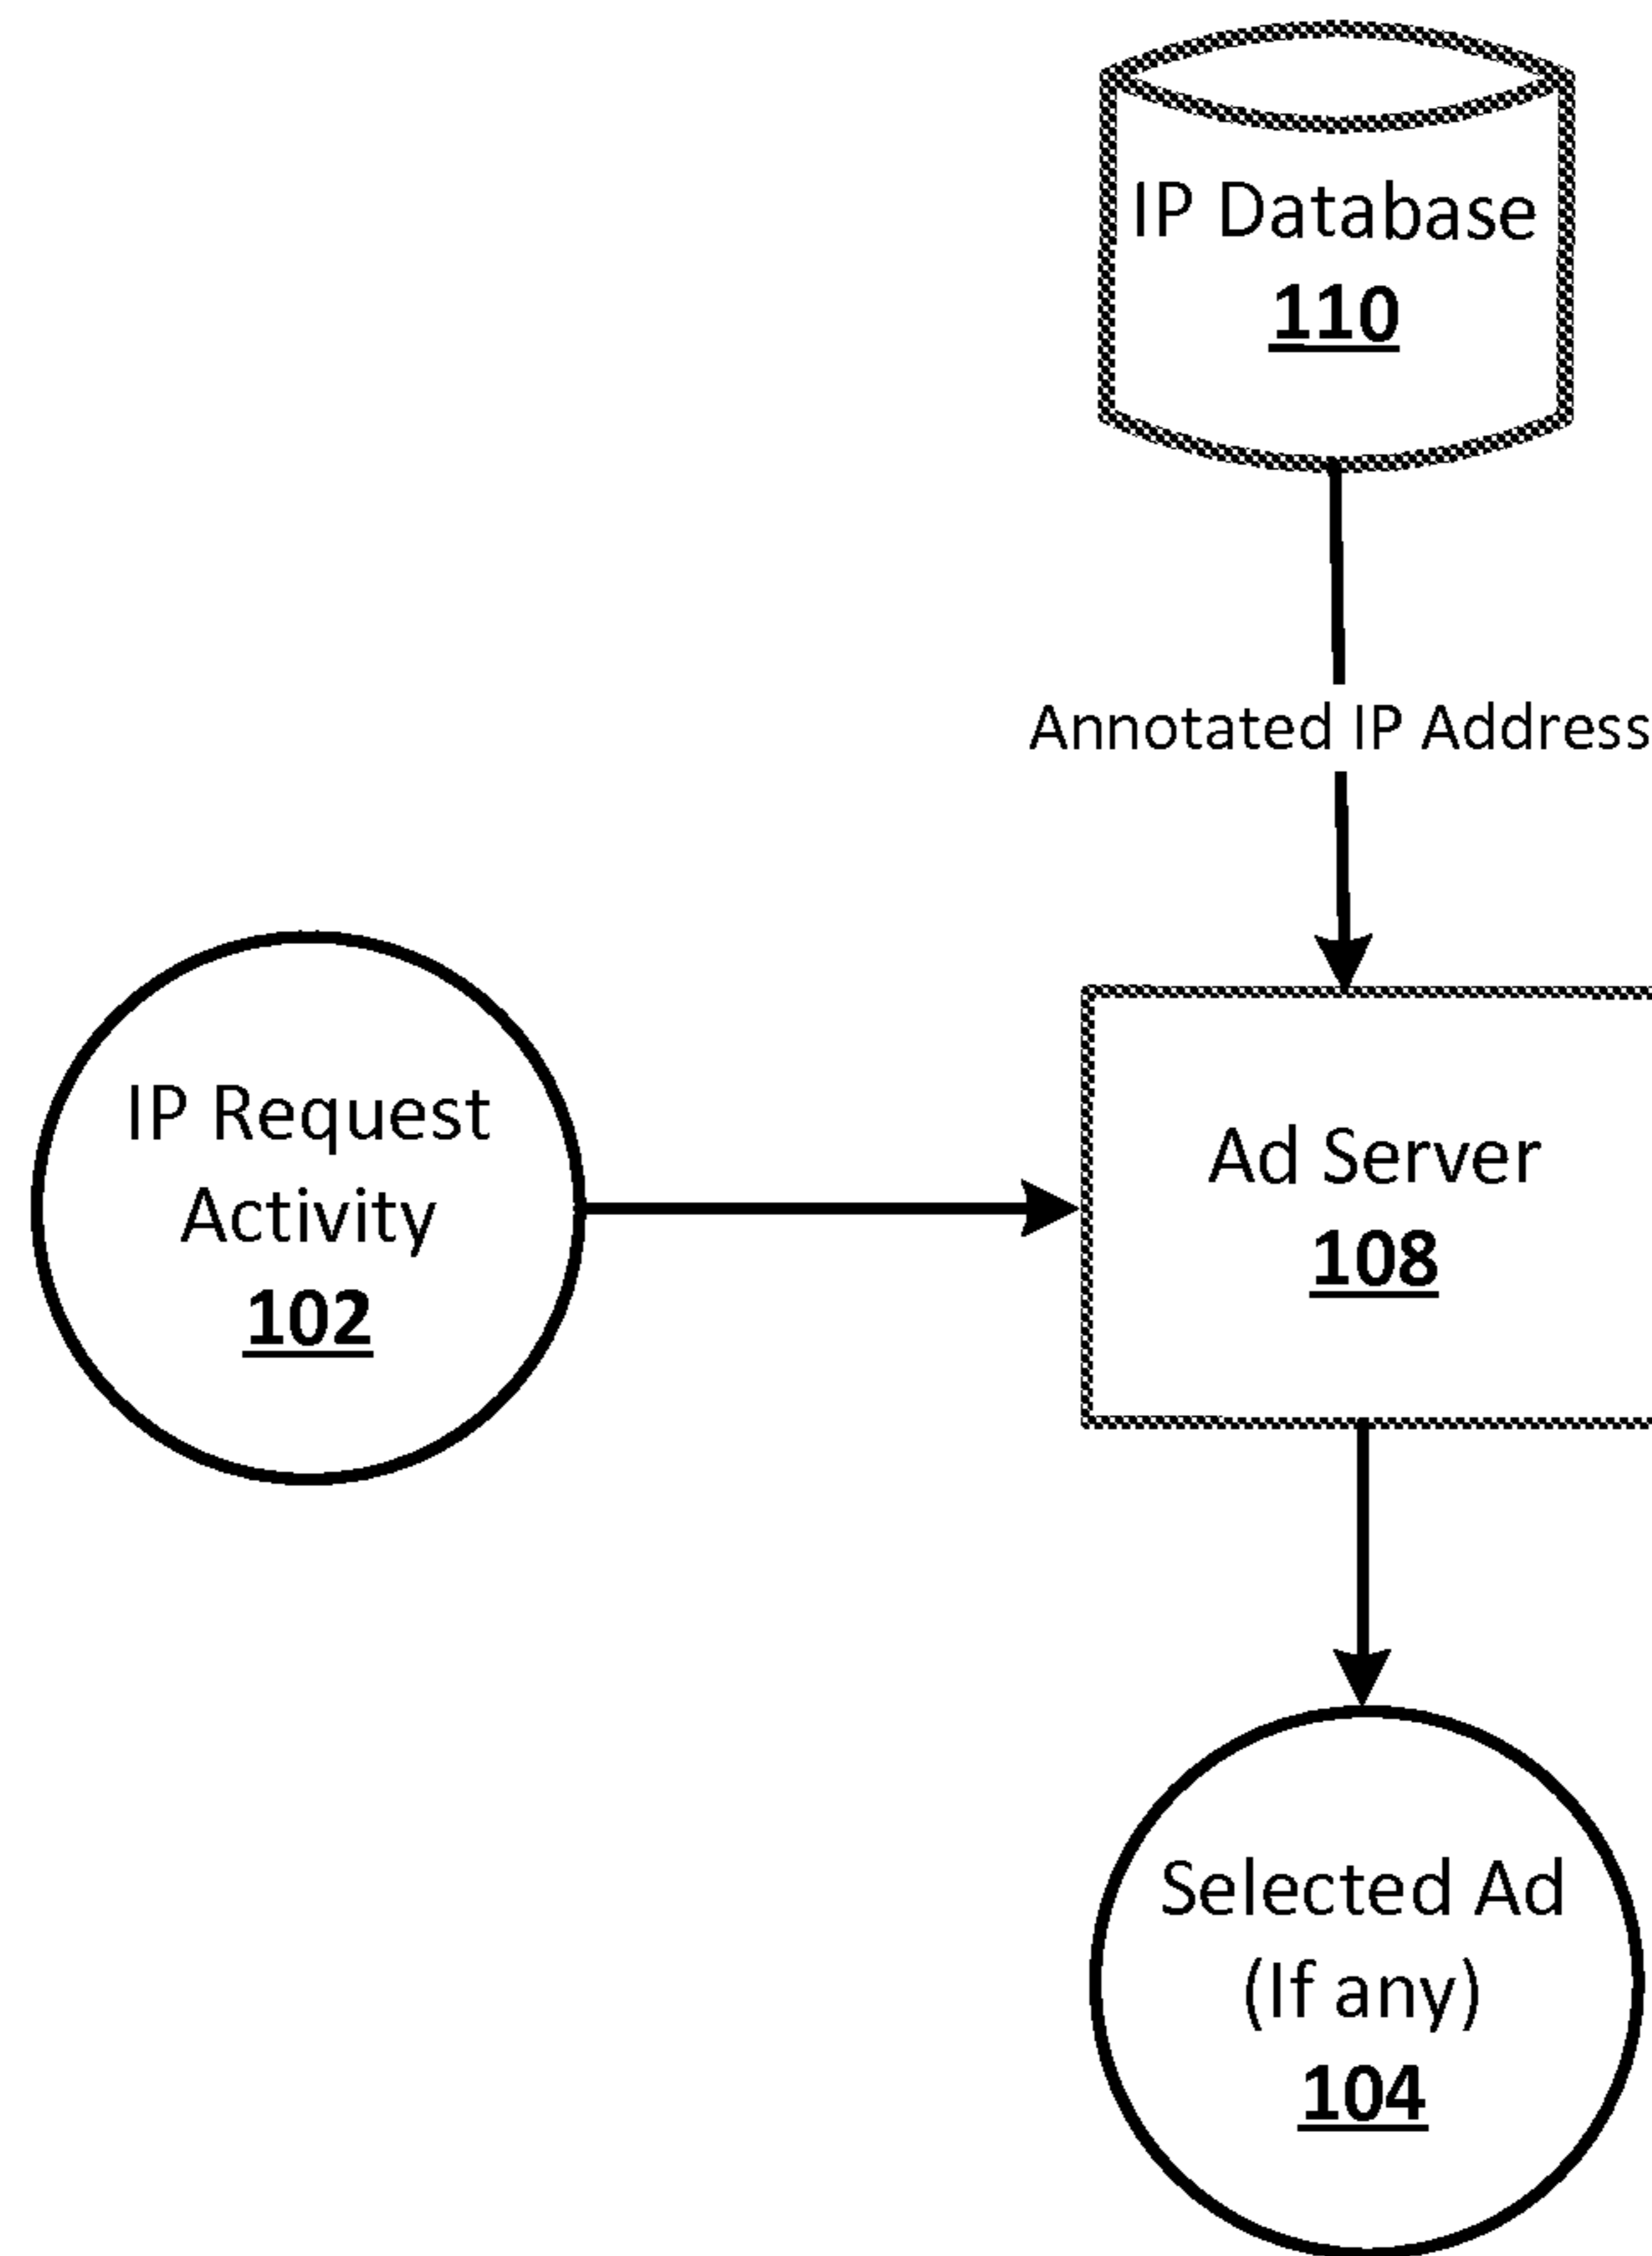 IP Database
110
Annotated IP Address
IP Request
Activity
102
Ad Server
108
Selected Ad
(If any)
104